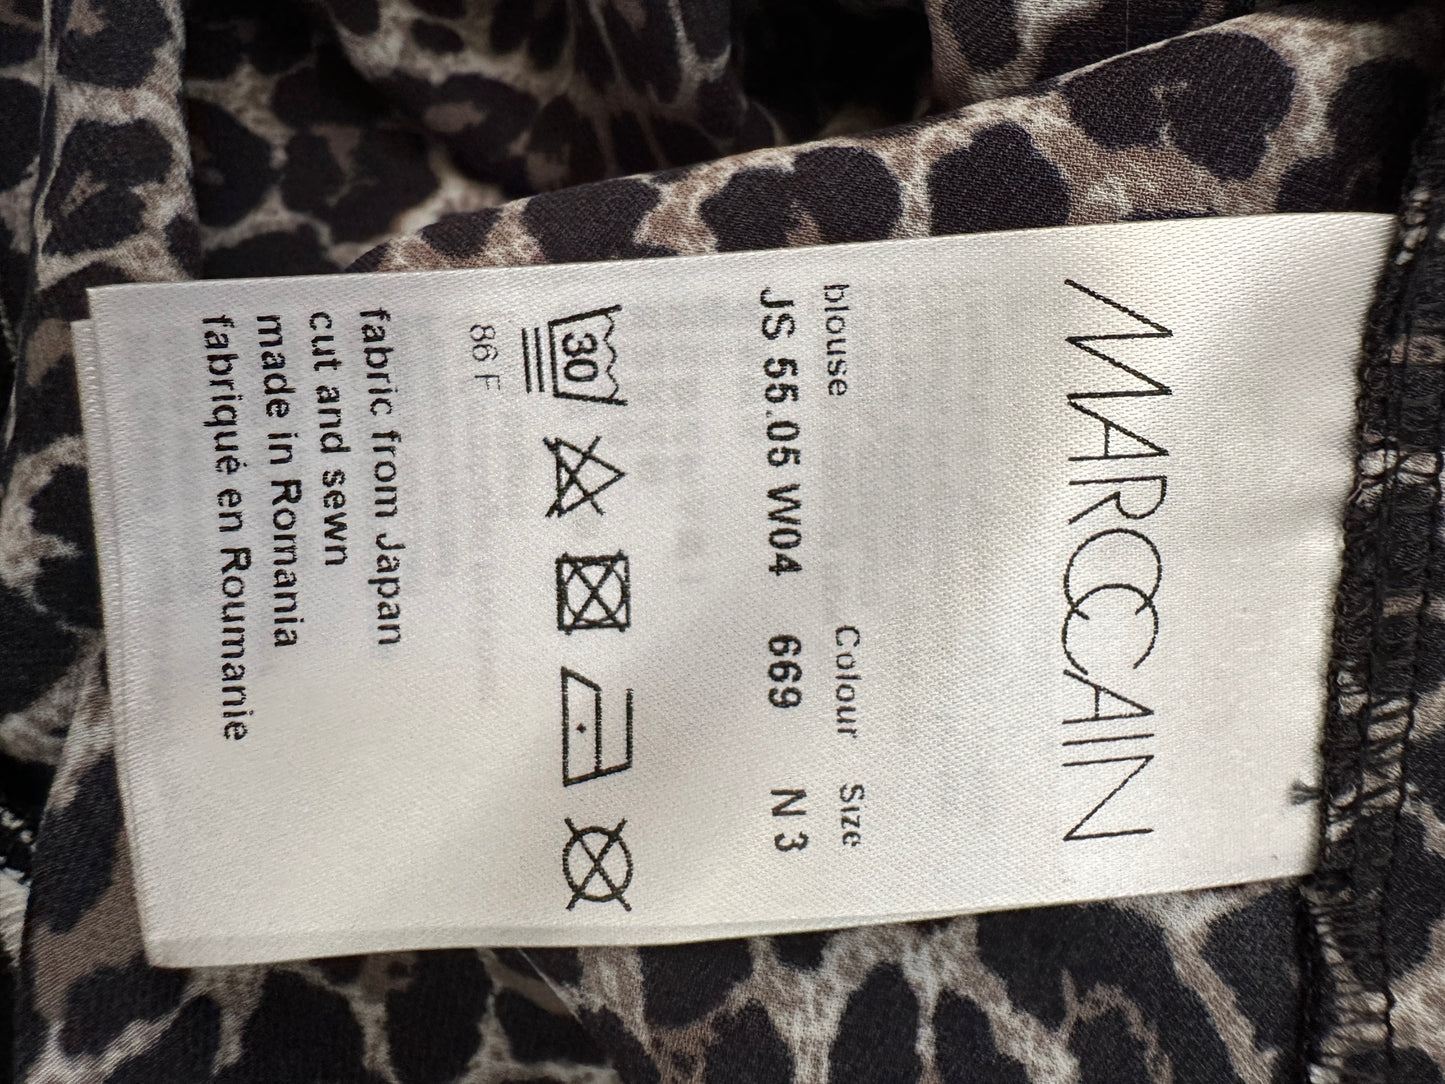 MARCCAIN
blouse Colour Size
JS 55.05 W04 669 N 3
30
86 F
fabric from Japan
cut and sewn
made in Romania
fabriqué en Roumanie